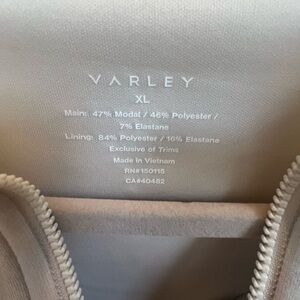 VARLEY
XL
Main: 47% Modal / 46% Polyester /
7% Elastane
Lining: 84% Polyester / 16% Elastane
Exclusive of Trims
Made in Vietnam
RN#150115
CA#40482